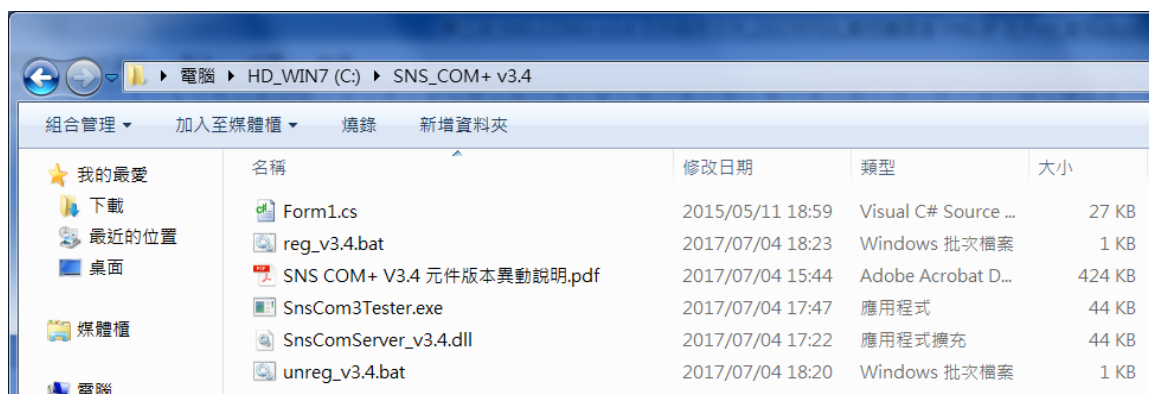 電腦 HD_WIN7 (C:) SNS_COM+ v3.4
組合管理 加入至媒體櫃 燒錄 新增資料夾
我的最愛
下載
最近的位置
桌面
媒體櫃
電腦
名稱 修改日期 類型 大小
Form1.cs 2015/05/11 18:59 Visual C# Source ... 27 KB
reg_v3.4.bat 2017/07/04 18:23 Windows 批次檔案 1 KB
SNS COM+ V3.4 元件版本異動說明.pdf 2017/07/04 15:44 Adobe Acrobat D... 424 KB
SnsCom3Tester.exe 2017/07/04 17:47 應用程式 44 KB
SnsComServer_v3.4.dll 2017/07/04 17:22 應用程式擴充 44 KB
unreg_v3.4.bat 2017/07/04 18:20 Windows 批次檔案 1 KB